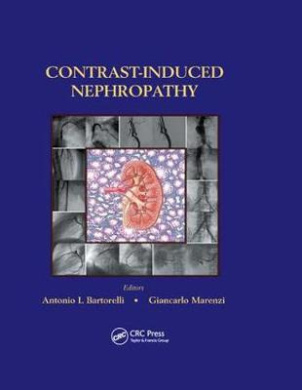 CONTRAST-INDUCED
NEPHROPATHY
Editors
Antonio L Bartorelli • Giancarlo Marenzi
CRC Press
Taylor & Francis Group